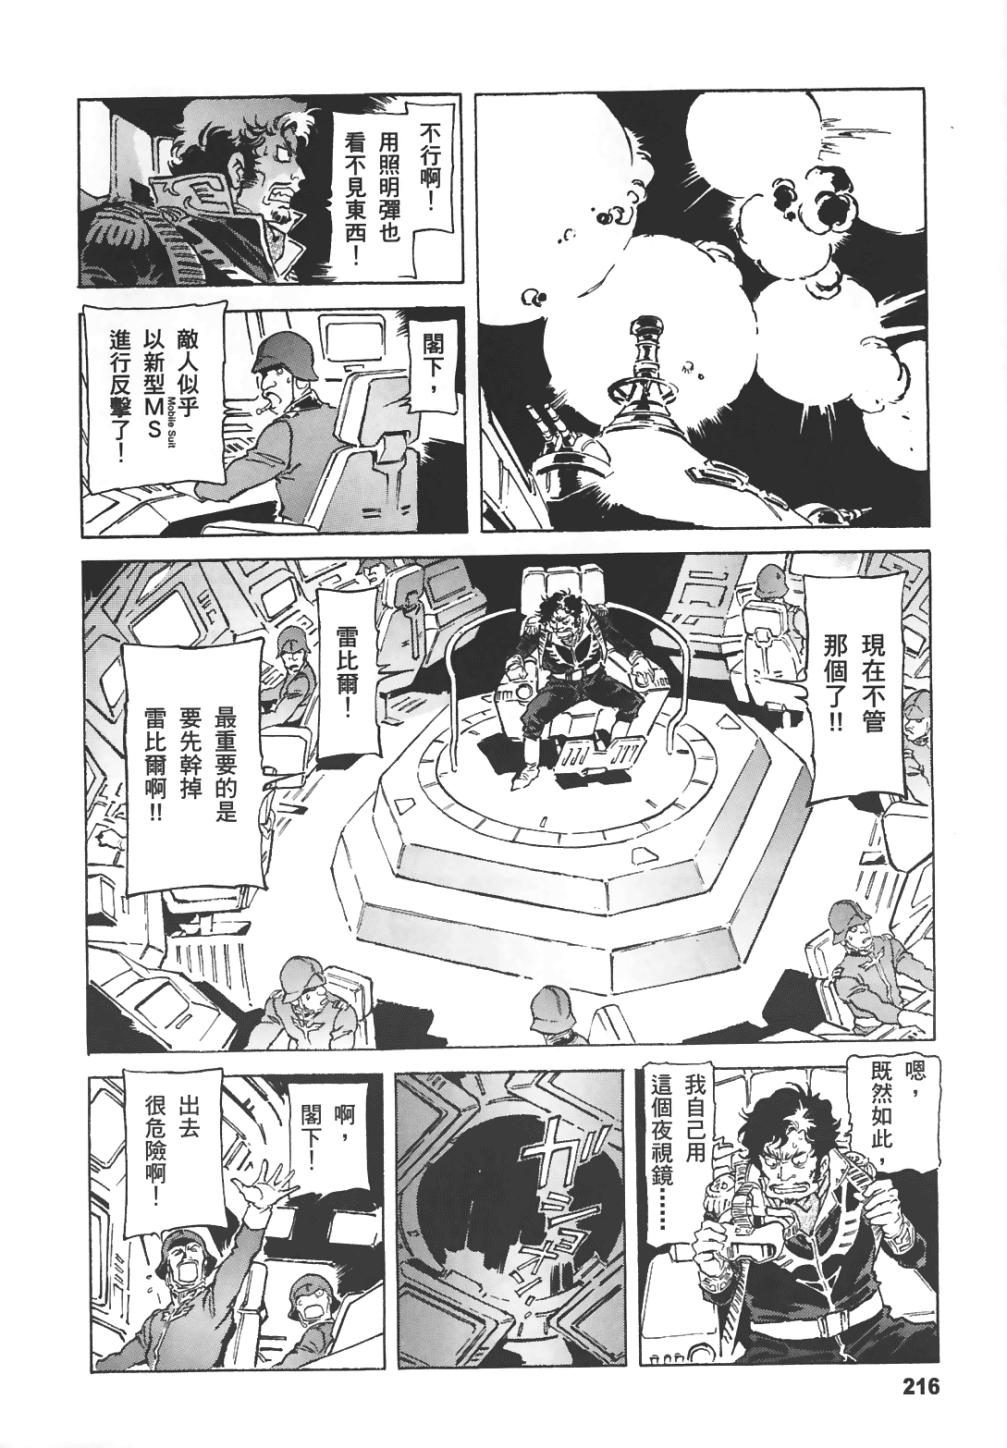 不行啊！
用照明彈也
看不見東西！
閣下，
敵人似乎
以新型MS
Mobile Suit
進行反擊了！
現在不管
那個了!!
雷比爾！
最重要的是
要先幹掉
雷比爾啊!!
嗯，
既然如此，
我自己用
這個夜視鏡……
ガシャン！
啊，
閣下！
出去
很危險啊！
216